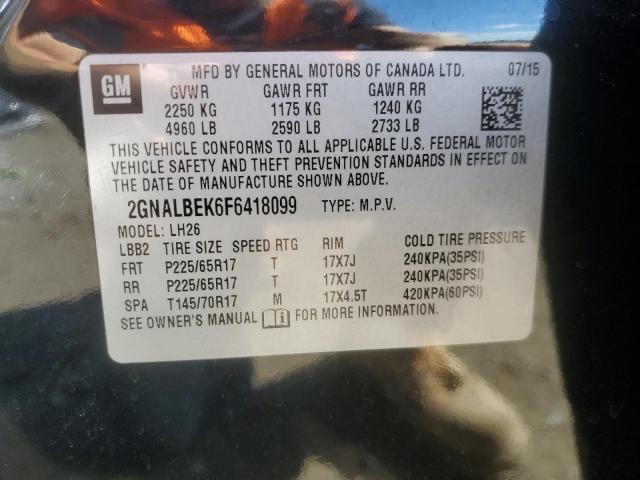 GM MFD BY GENERAL MOTORS OF CANADA LTD. 07/15
GVWR GAWR FRT GAWR RR
2250 KG 1175 KG 1240 KG
4960 LB 2590 LB 2733 LB
THIS VEHICLE CONFORMS TO ALL APPLICABLE U.S. FEDERAL MOTOR
VEHICLE SAFETY AND THEFT PREVENTION STANDARDS IN EFFECT ON
THE DATE OF MANUFACTURE SHOWN ABOVE.
2GNALBEK6F6418099 TYPE: M.P.V.
MODEL: LH26
LBB2 TIRE SIZE SPEED RTG RIM COLD TIRE PRESSURE
FRT P225/65R17 T 17X7J 240KPA(35PSI)
RR P225/65R17 T 17X7J 240KPA(35PSI)
SPA T145/70R17 M 17X4.5T 420KPA(60PSI)
SEE OWNER'S MANUAL FOR MORE INFORMATION.